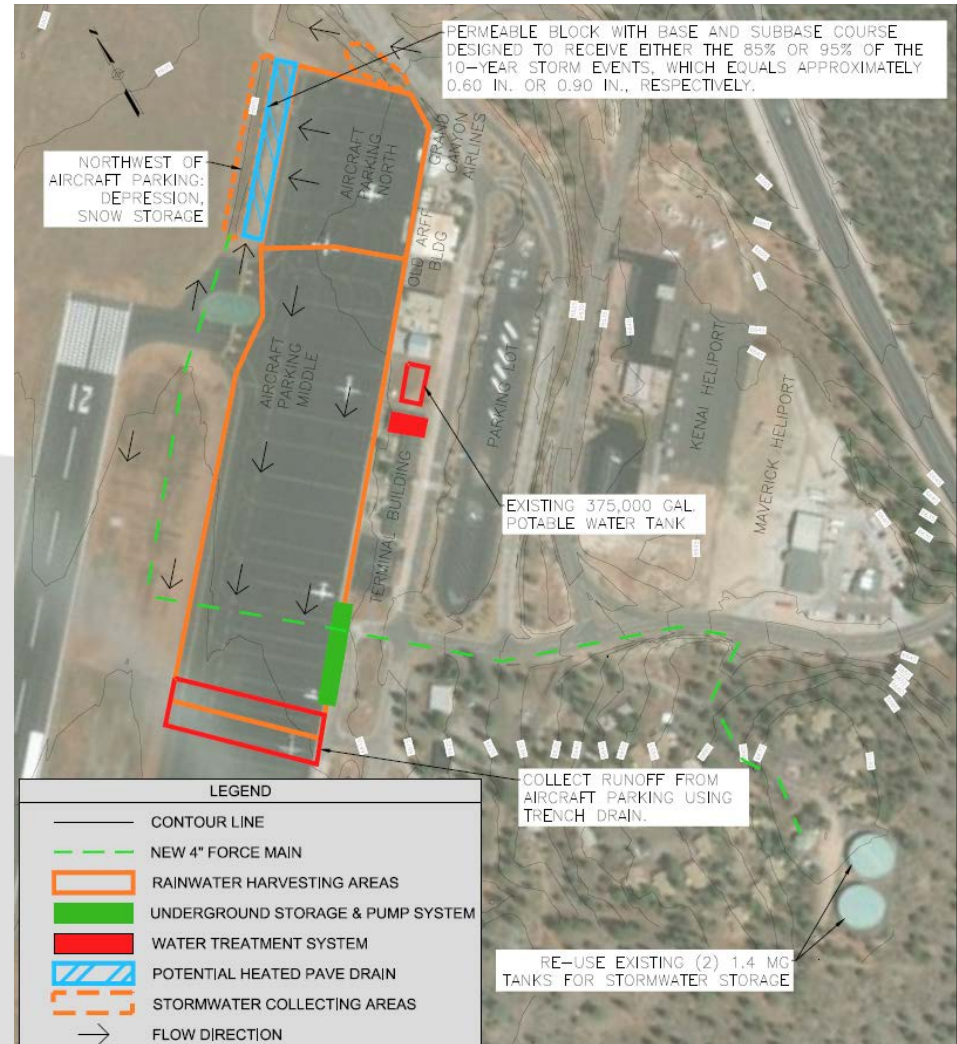 PERMEABLE BLOCK WITH BASE AND SUBBASE COURSE
DESIGNED TO RECEIVE EITHER THE 85% OR 95% OF THE
10-YEAR STORM EVENTS, WHICH EQUALS APPROXIMATELY
0.60 IN. OR 0.90 IN., RESPECTIVELY.
NORTHWEST OF
AIRCRAFT PARKING:
DEPRESSION,
SNOW STORAGE
AIRCRAFT
PARKING
NORTH
GRAND
CANYON
AIRLINES
OLD ARFF
BLDG
AIRCRAFT
PARKING
MIDDLE
12
PARKING LOT
KENAI HELIPORT
MAVERICK HELIPORT
EXISTING 375,000 GAL.
POTABLE WATER TANK
TERMINAL BUILDING
COLLECT RUNOFF FROM
AIRCRAFT PARKING USING
TRENCH DRAIN.
RE-USE EXISTING (2) 1.4 MG
TANKS FOR STORMWATER STORAGE
LEGEND
CONTOUR LINE
NEW 4" FORCE MAIN
RAINWATER HARVESTING AREAS
UNDERGROUND STORAGE & PUMP SYSTEM
WATER TREATMENT SYSTEM
POTENTIAL HEATED PAVE DRAIN
STORMWATER COLLECTING AREAS
FLOW DIRECTION